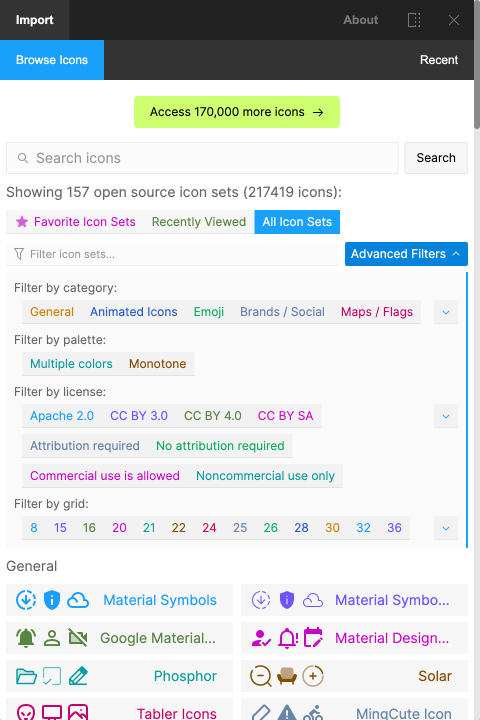 Import About
Browse Icons Recent
Access 170,000 more icons →
Search icons Search
Showing 157 open source icon sets (217419 icons):
Favorite Icon Sets Recently Viewed All Icon Sets
Filter icon sets... Advanced Filters
Filter by category:
General Animated Icons Emoji Brands / Social Maps / Flags
Filter by palette:
Multiple colors Monotone
Filter by license:
Apache 2.0 CC BY 3.0 CC BY 4.0 CC BY SA
Attribution required No attribution required
Commercial use is allowed Noncommercial use only
Filter by grid:
8 15 16 20 21 22 24 25 26 28 30 32 36
General
Material Symbols Material Symbo...
Google Material... Material Design...
Phosphor Solar
Tabler Icons MingCute Icon